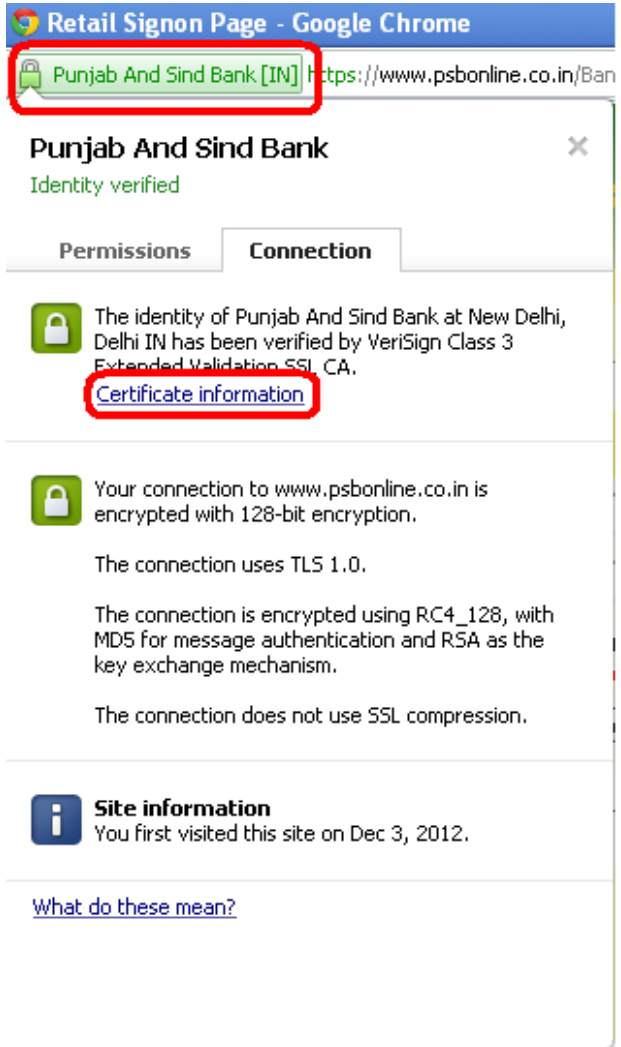 Retail Signon Page - Google Chrome
Punjab And Sind Bank [IN] https://www.psbonline.co.in/Ban
Punjab And Sind Bank
Identity verified
Permissions Connection
The identity of Punjab And Sind Bank at New Delhi,
Delhi IN has been verified by VeriSign Class 3
Extended Validation SSL CA.
Certificate information
Your connection to www.psbonline.co.in is
encrypted with 128-bit encryption.
The connection uses TLS 1.0.
The connection is encrypted using RC4_128, with
MD5 for message authentication and RSA as the
key exchange mechanism.
The connection does not use SSL compression.
Site information
You first visited this site on Dec 3, 2012.
What do these mean?